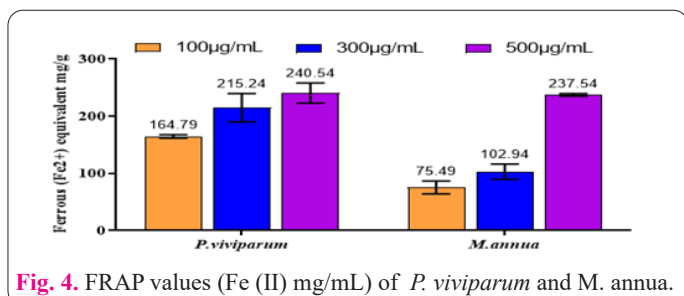 100µg/mL 300µg/mL 500µg/mL
Ferrous (Fe2+) equivalent mg/g
300
200
100
0
164.79
215.24
240.54
75.49
102.94
237.54
P.viviparum M.annua
Fig. 4. FRAP values (Fe (II) mg/mL) of P. viviparum and M. annua.